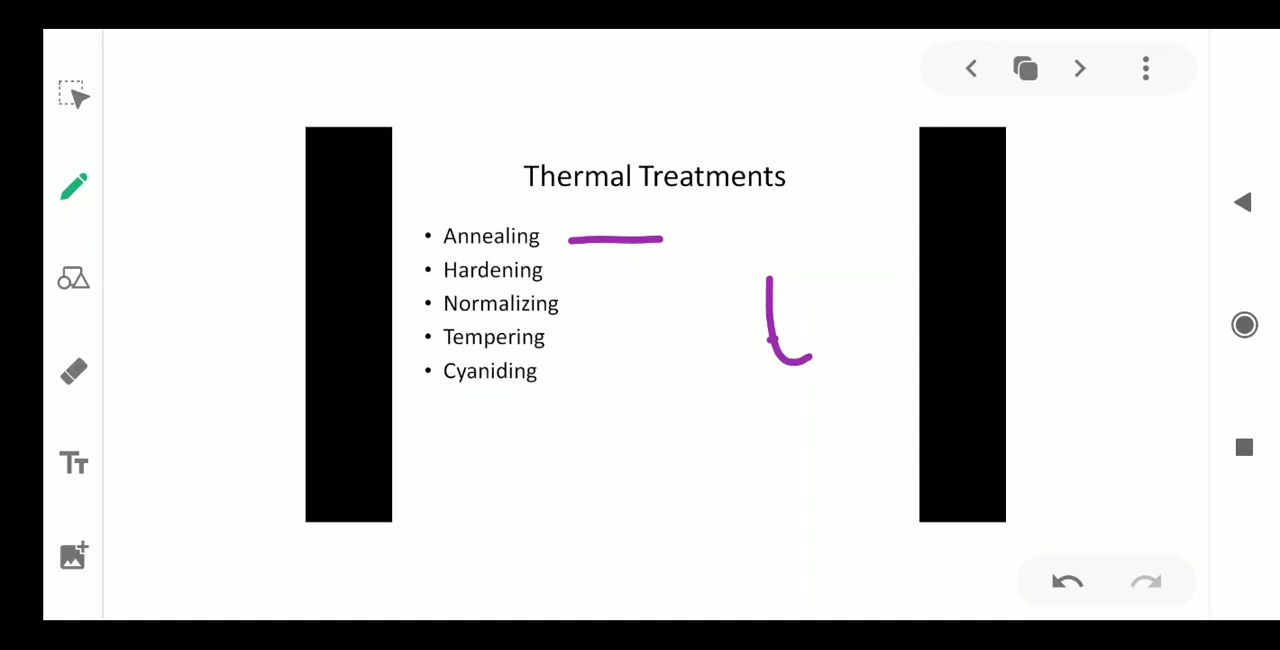 Thermal Treatments
• Annealing
• Hardening
• Normalizing
• Tempering
• Cyaniding